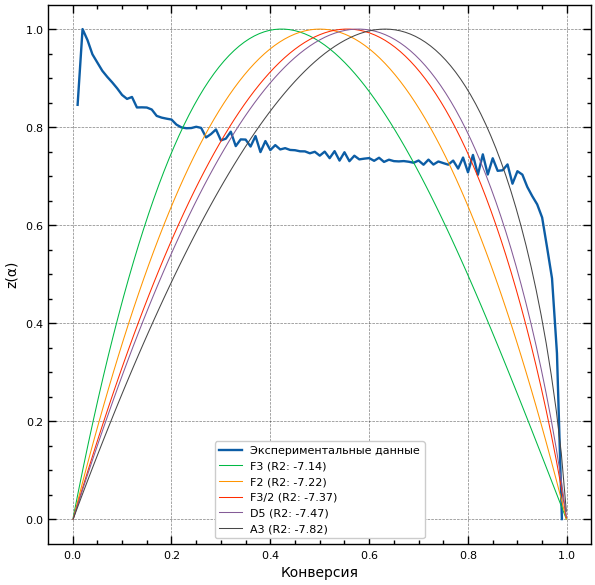 z(α)
1.0
0.8
0.6
0.4
0.2
0.0
Экспериментальные данные
F3 (R2: -7.14)
F2 (R2: -7.22)
F3/2 (R2: -7.37)
D5 (R2: -7.47)
A3 (R2: -7.82)
0.0 0.2 0.4 0.6 0.8 1.0
Конверсия